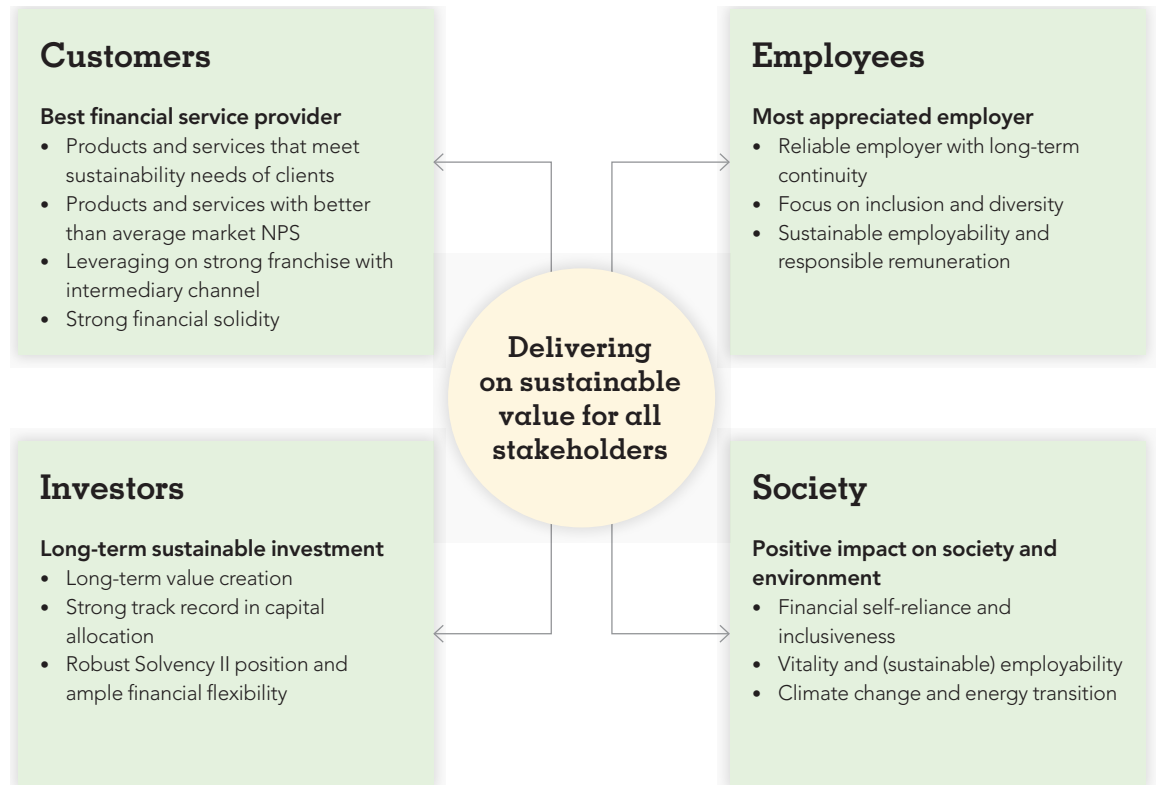 Customers
Best financial service provider
• Products and services that meet
sustainability needs of clients
• Products and services with better
than average market NPS
• Leveraging on strong franchise with
intermediary channel
• Strong financial solidity
Employees
Most appreciated employer
• Reliable employer with long-term
continuity
• Focus on inclusion and diversity
• Sustainable employability and
responsible remuneration
Delivering
on sustainable
value for all
stakeholders
Investors
Long-term sustainable investment
• Long-term value creation
• Strong track record in capital
allocation
• Robust Solvency II position and
ample financial flexibility
Society
Positive impact on society and
environment
• Financial self-reliance and
inclusiveness
• Vitality and (sustainable) employability
• Climate change and energy transition